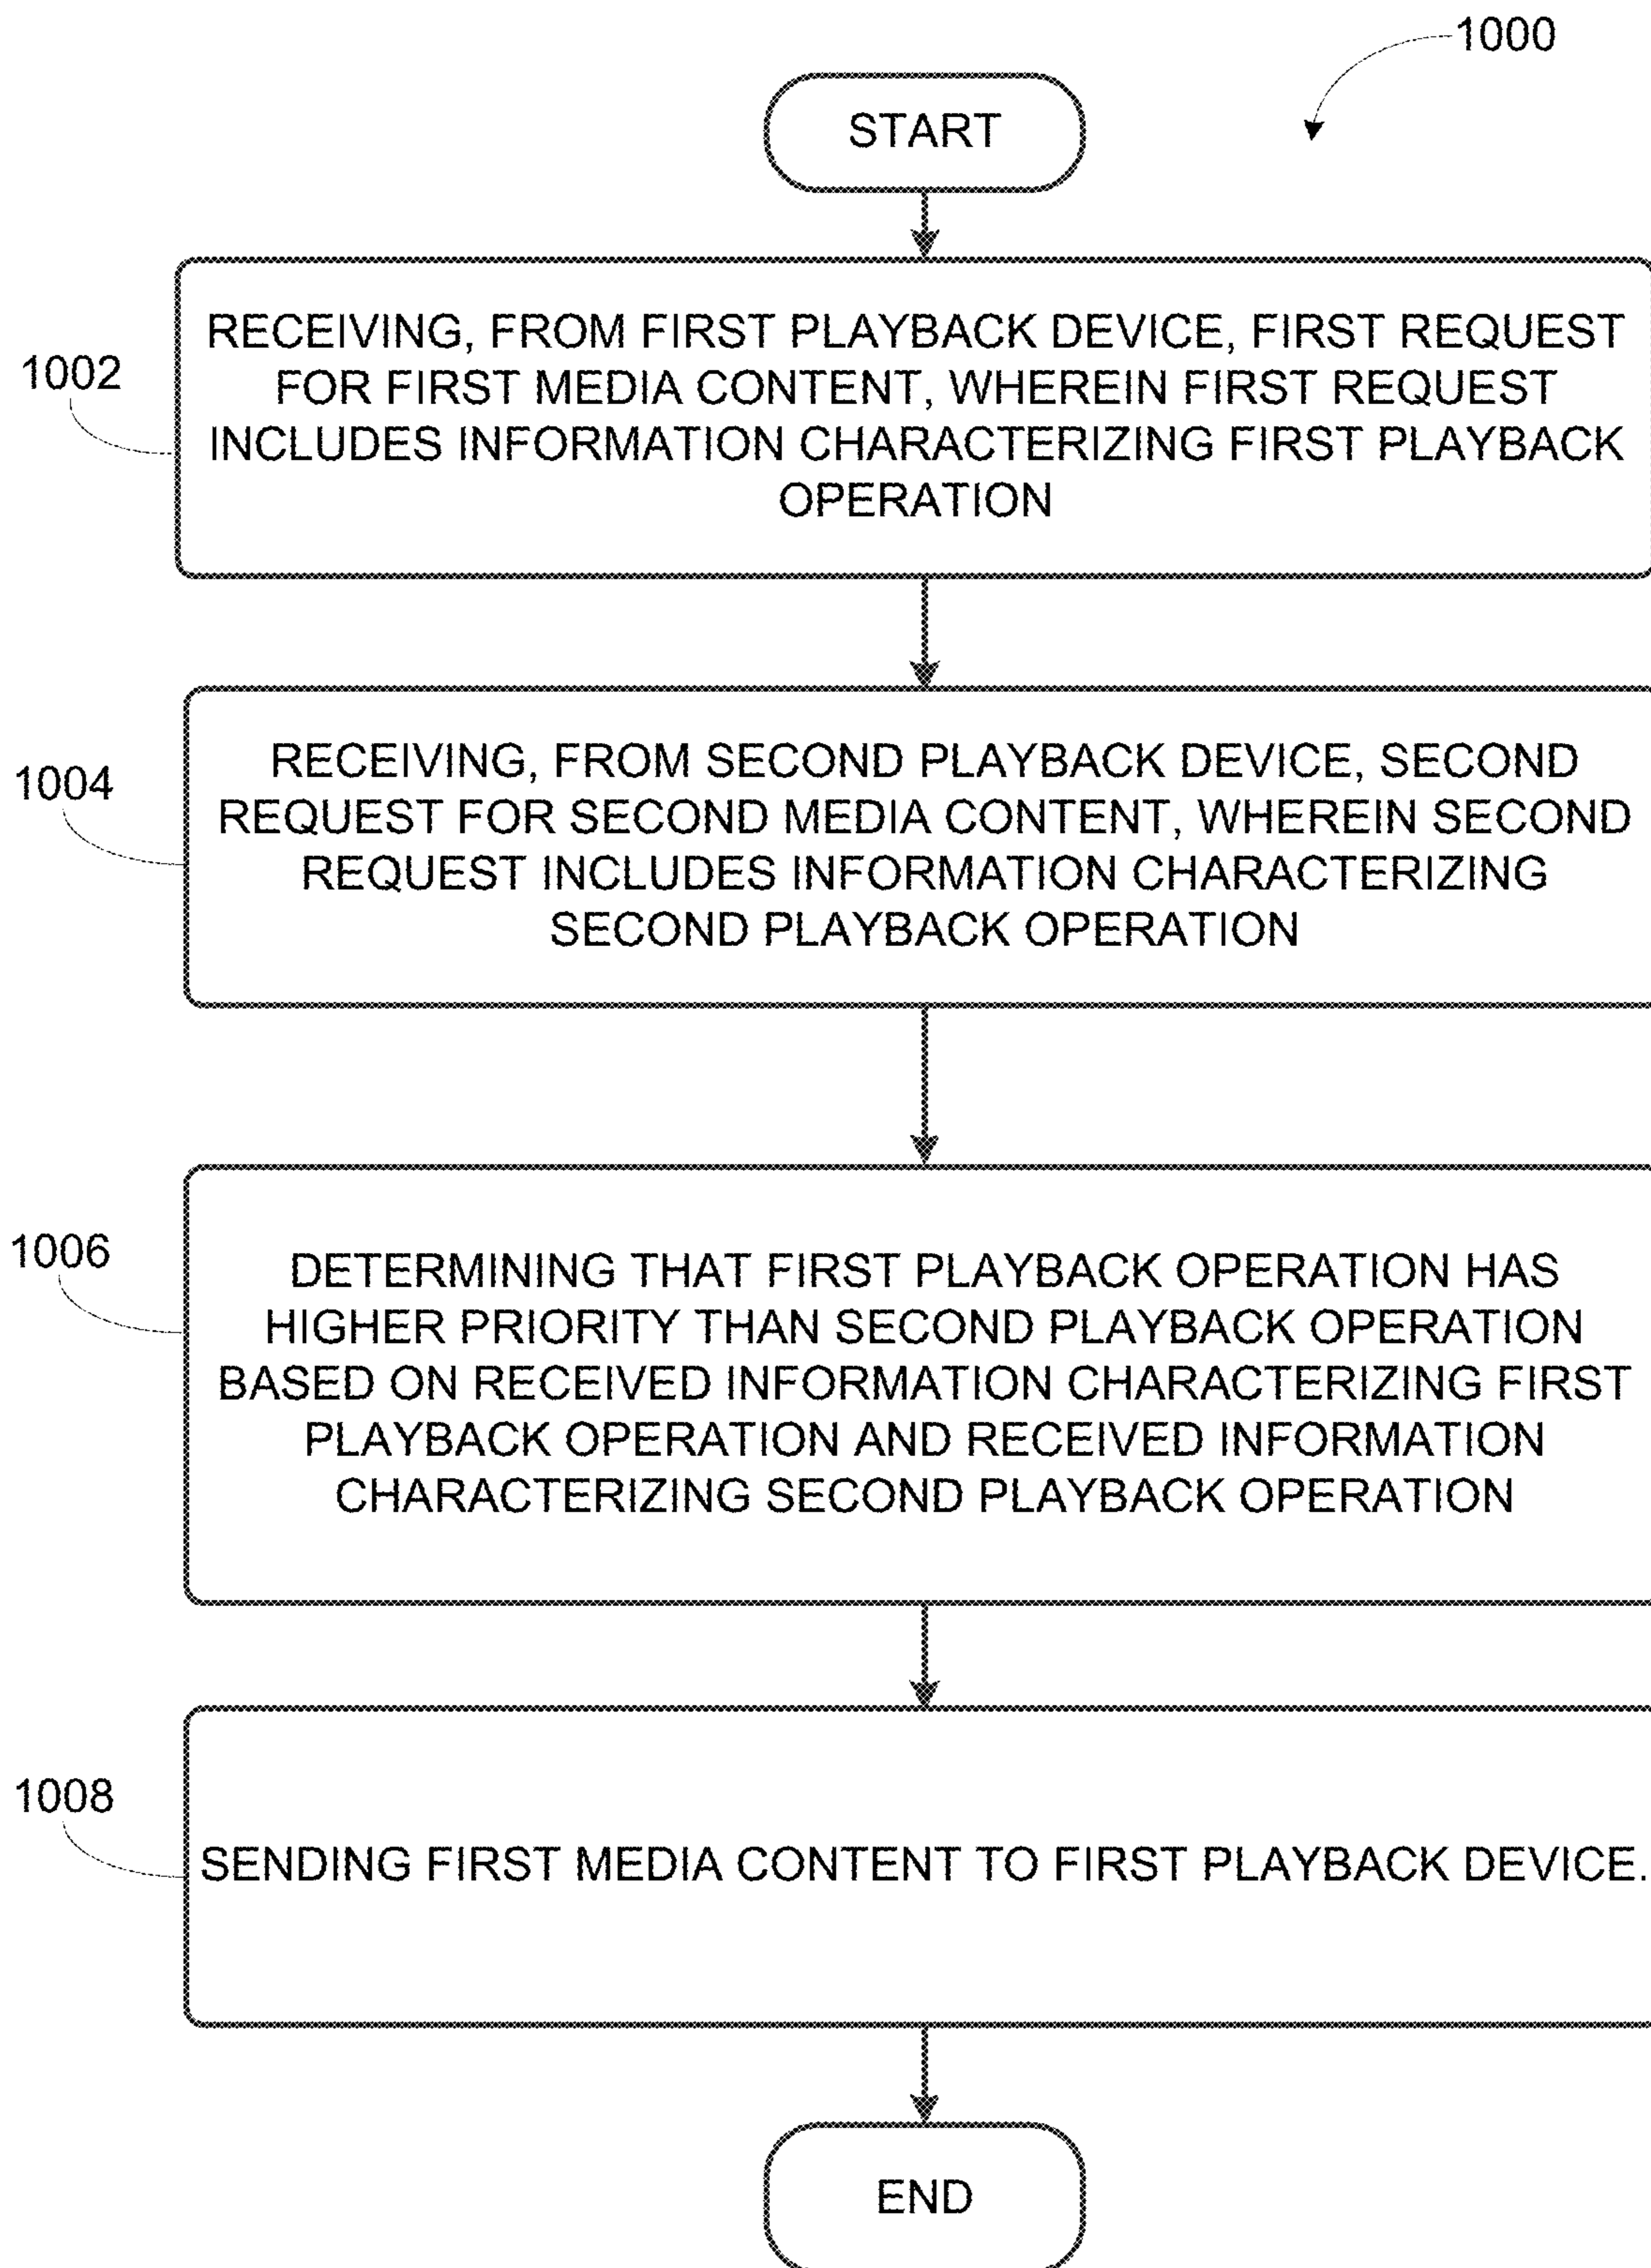 1000
START
1002
RECEIVING, FROM FIRST PLAYBACK DEVICE, FIRST REQUEST
FOR FIRST MEDIA CONTENT, WHEREIN FIRST REQUEST
INCLUDES INFORMATION CHARACTERIZING FIRST PLAYBACK
OPERATION
1004
RECEIVING, FROM SECOND PLAYBACK DEVICE, SECOND
REQUEST FOR SECOND MEDIA CONTENT, WHEREIN SECOND
REQUEST INCLUDES INFORMATION CHARACTERIZING
SECOND PLAYBACK OPERATION
1006
DETERMINING THAT FIRST PLAYBACK OPERATION HAS
HIGHER PRIORITY THAN SECOND PLAYBACK OPERATION
BASED ON RECEIVED INFORMATION CHARACTERIZING FIRST
PLAYBACK OPERATION AND RECEIVED INFORMATION
CHARACTERIZING SECOND PLAYBACK OPERATION
1008
SENDING FIRST MEDIA CONTENT TO FIRST PLAYBACK DEVICE.
END